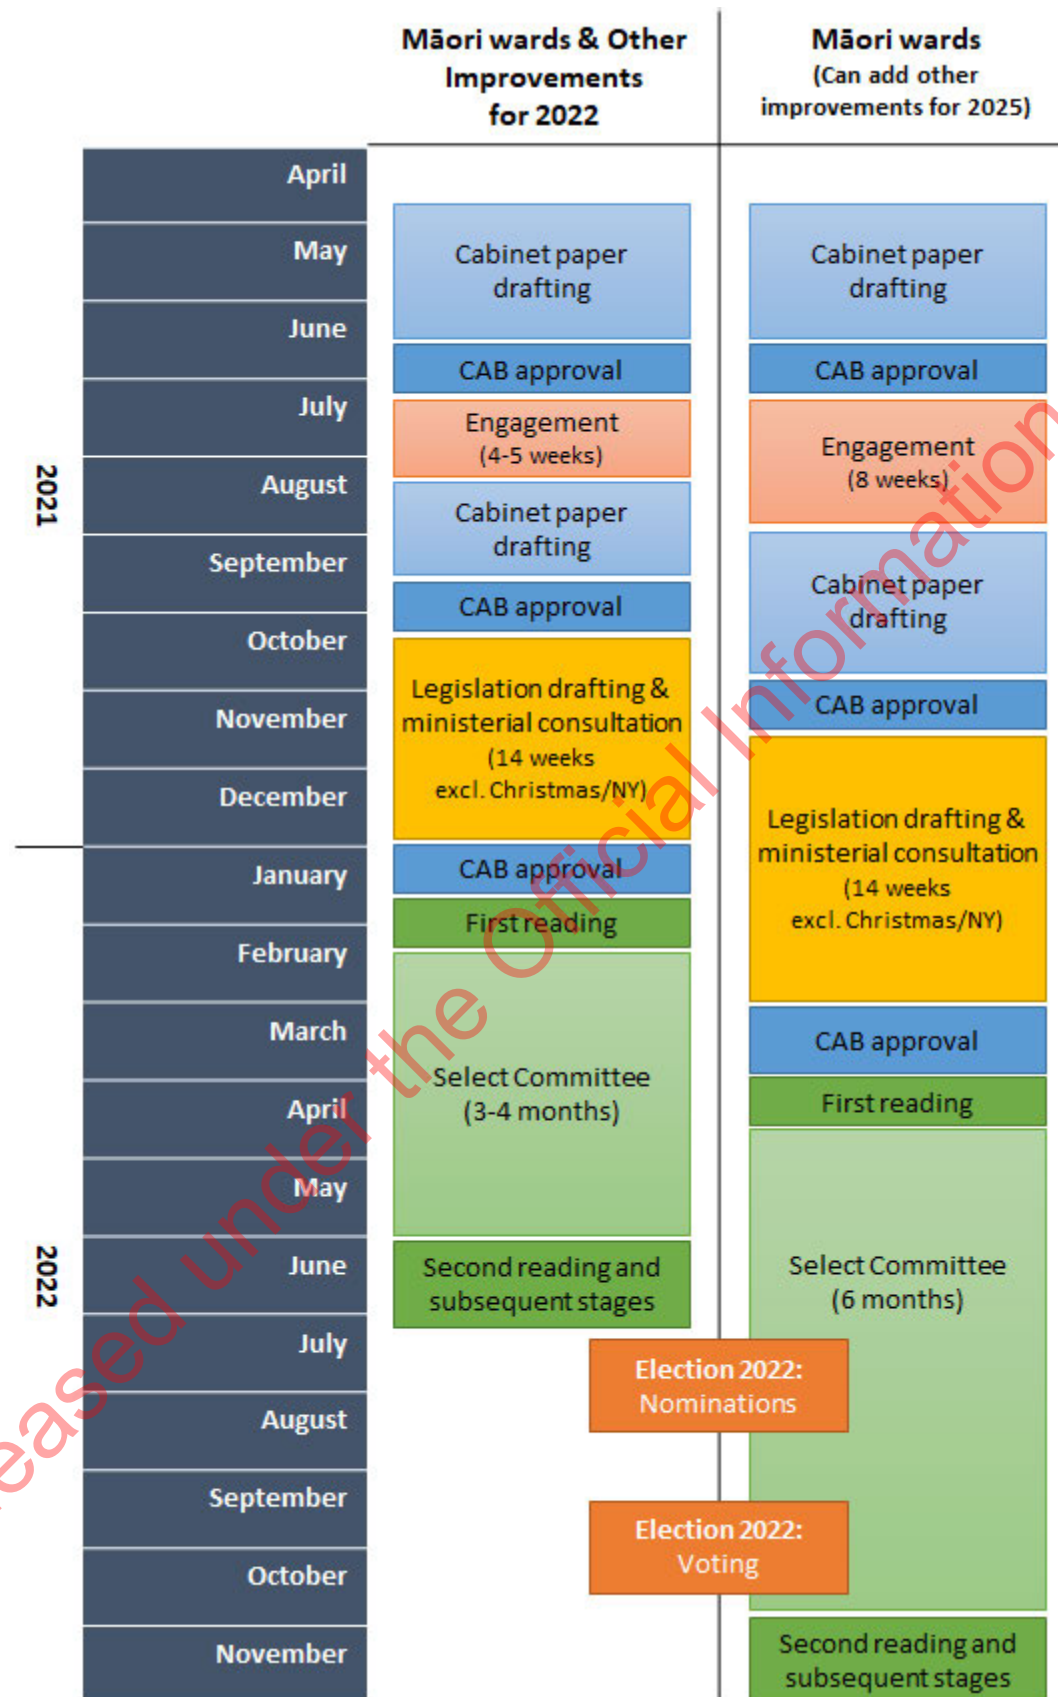 Māori wards & Other
Improvements
for 2022
Māori wards
(Can add other
improvements for 2025)
2021
April
May
June
July
August
September
October
November
December
2022
January
February
March
April
May
June
July
August
September
October
November
Cabinet paper
drafting
CAB approval
Engagement
(4-5 weeks)
Cabinet paper
drafting
CAB approval
Legislation drafting &
ministerial consultation
(14 weeks
excl. Christmas/NY)
CAB approval
First reading
Select Committee
(3-4 months)
Second reading and
subsequent stages
Cabinet paper
drafting
CAB approval
Engagement
(8 weeks)
Cabinet paper
drafting
CAB approval
Legislation drafting &
ministerial consultation
(14 weeks
excl. Christmas/NY)
CAB approval
First reading
Select Committee
(6 months)
Second reading and
subsequent stages
Election 2022:
Nominations
Election 2022:
Voting
eased under the Official Information